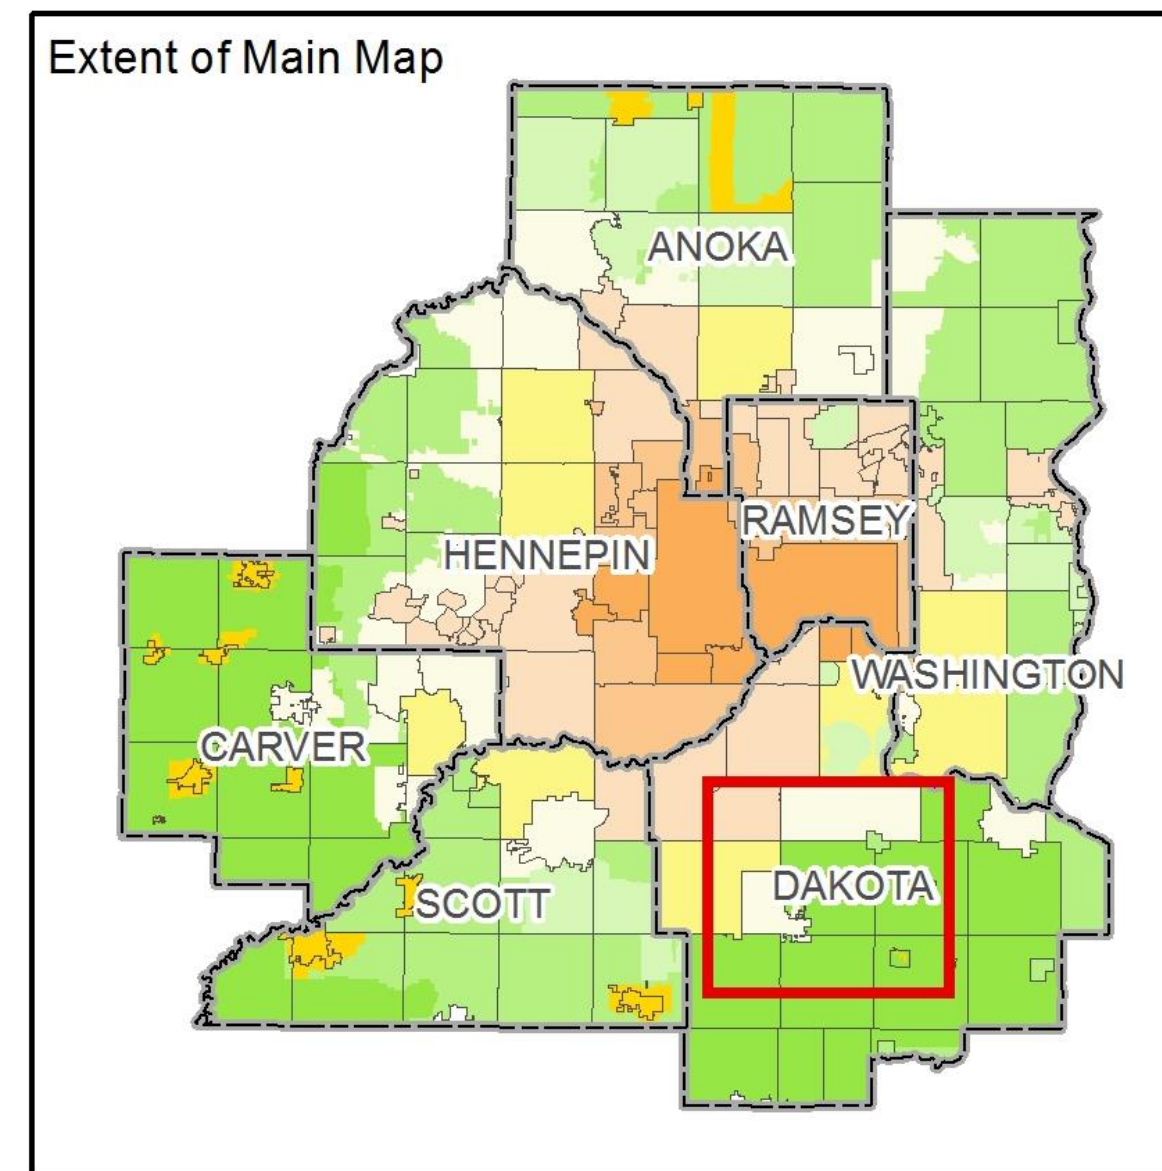 Extent of Main Map
ANOKA
RAMSEY
HENNEPIN
WASHINGTON
CARVER
DAKOTA
SCOTT